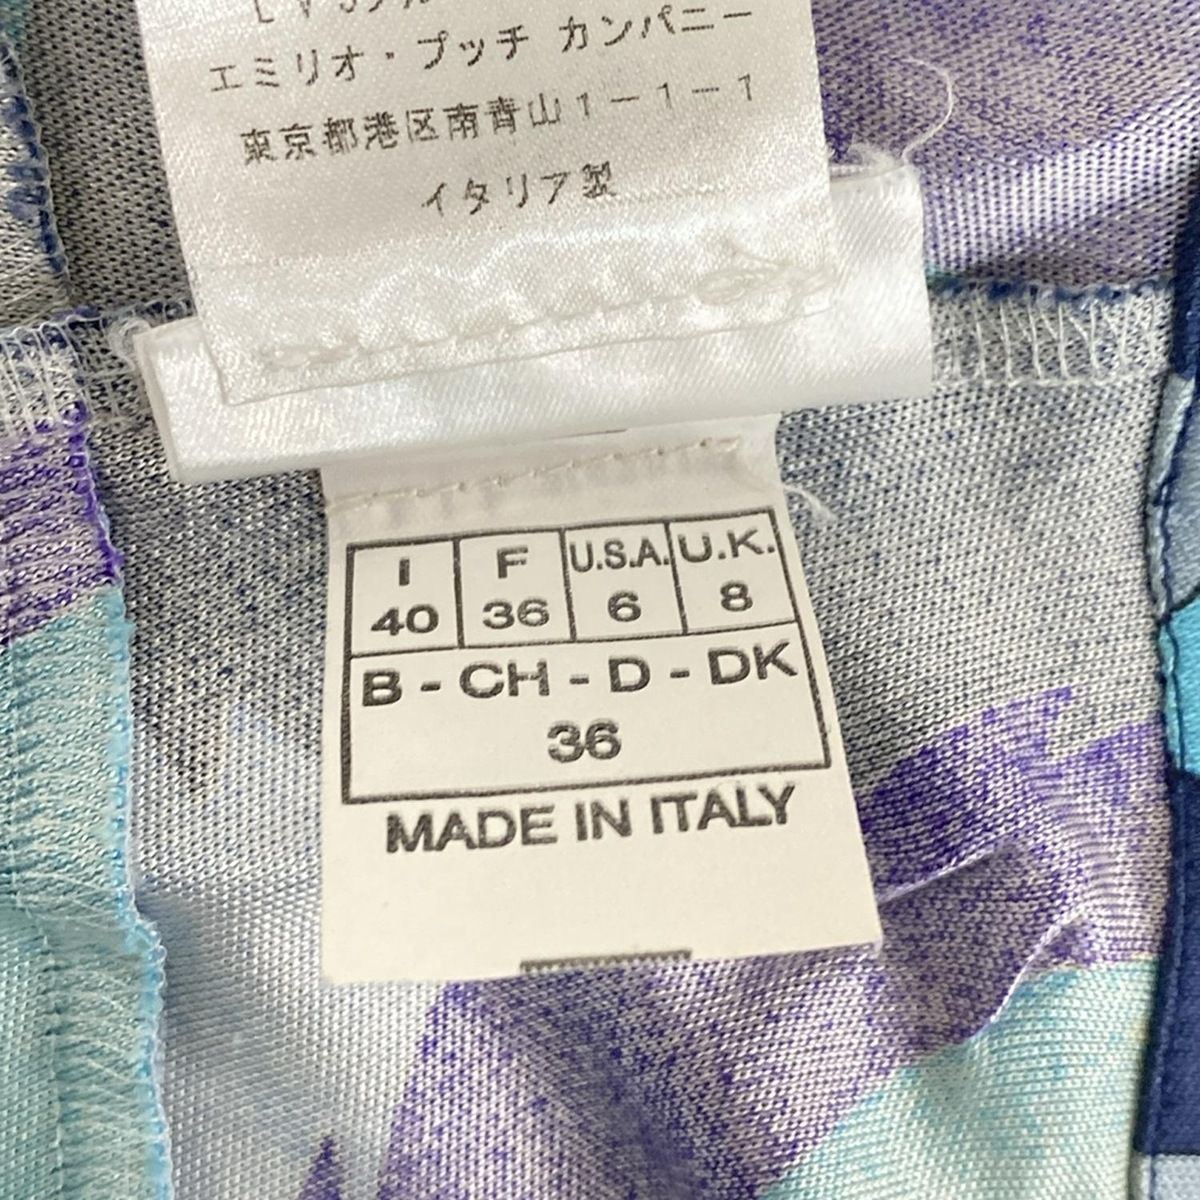 エミリオ・プッチ カンパニー
東京都港区南青山1-1-1
イタリア製
I F U.S.A. U.K.
40 36 6 8
B - CH - D - DK
36
MADE IN ITALY